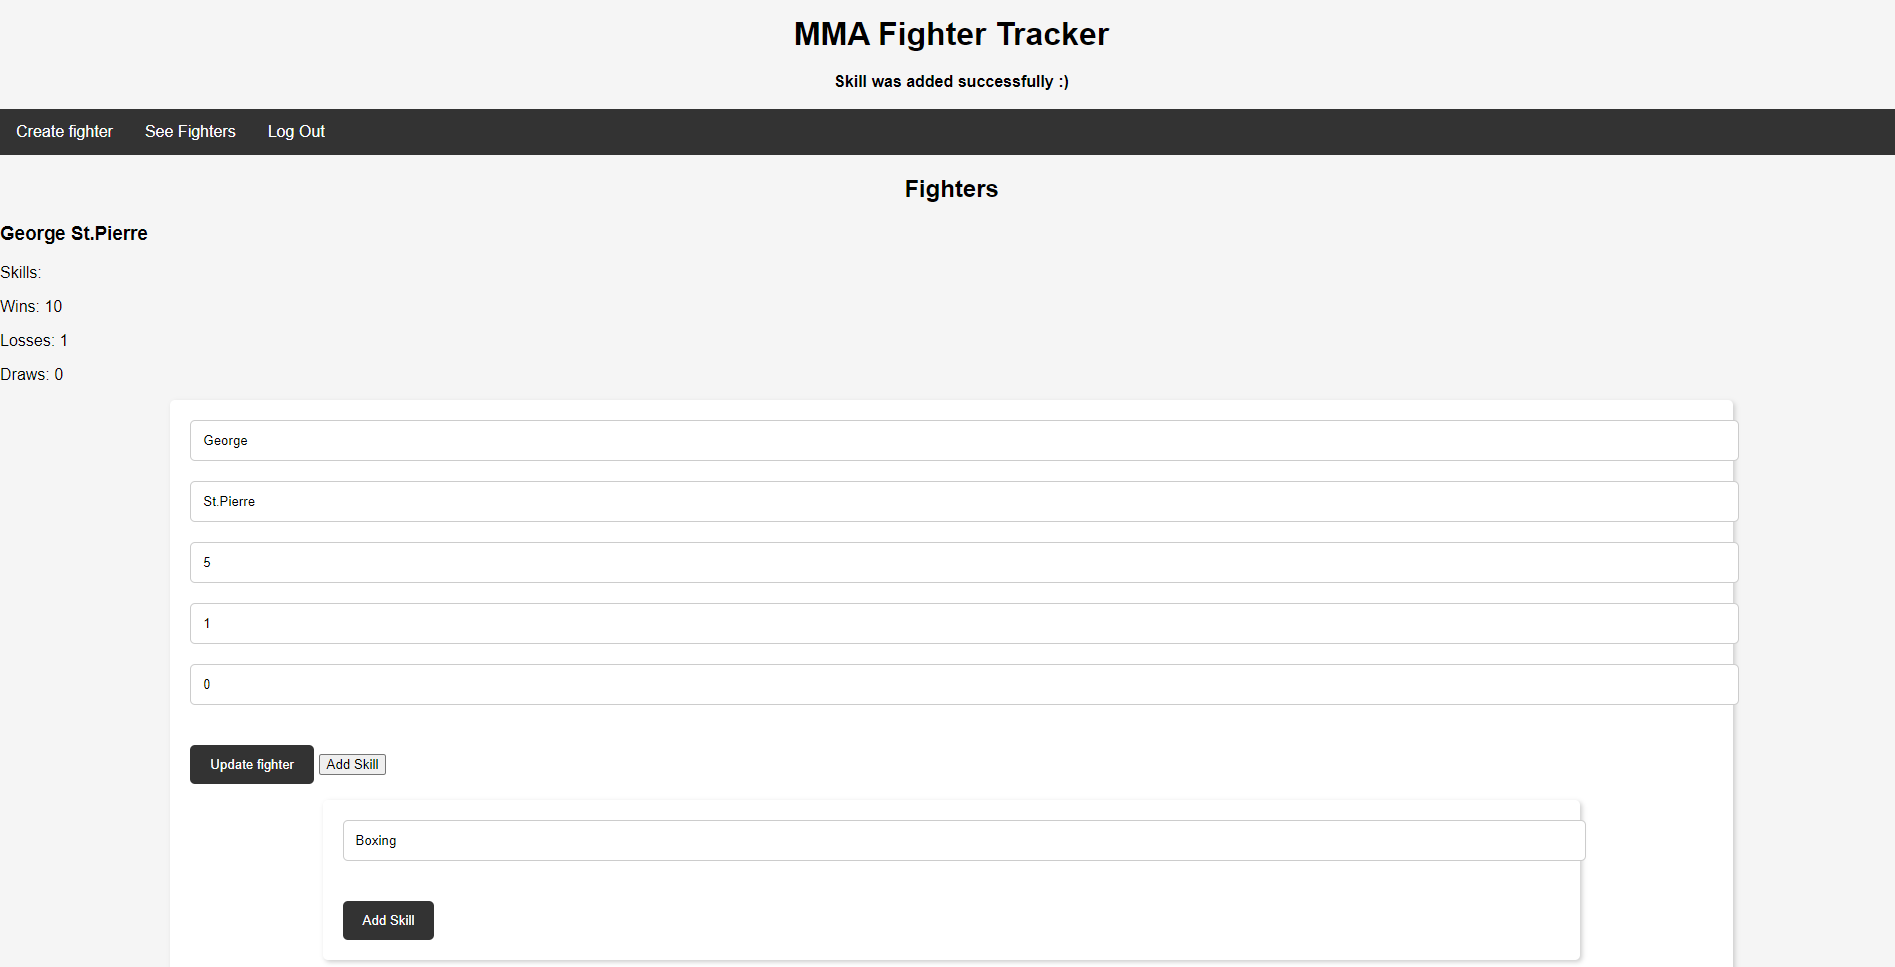 MMA Fighter Tracker
Skill was added successfully :)
Create fighter See Fighters Log Out
Fighters
George St.Pierre
Skills:
Wins: 10
Losses: 1
Draws: 0
George
St.Pierre
5
1
0
Update fighter Add Skill
Boxing
Add Skill